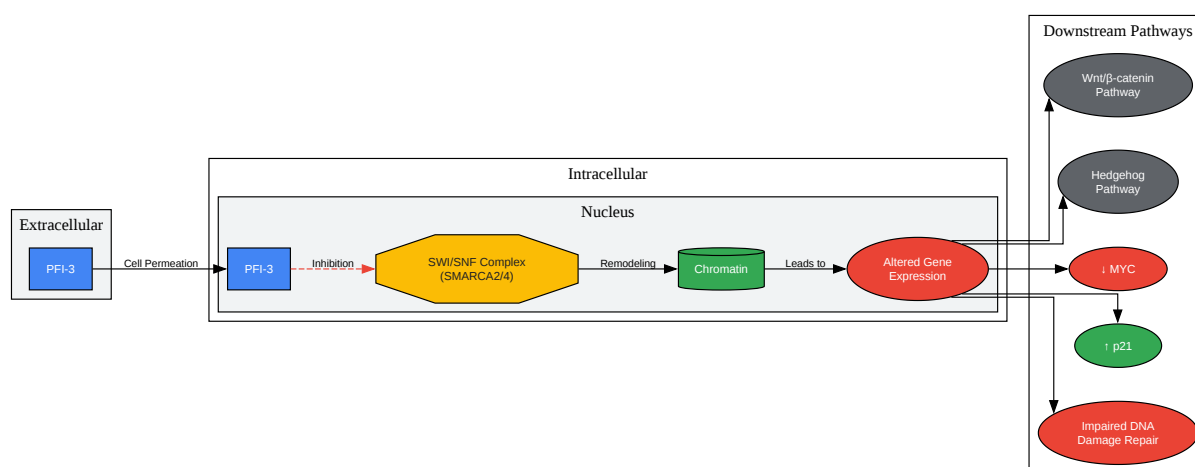 Extracellular
PFI-3
Cell Permeation
Intracellular
Nucleus
PFI-3
Inhibition
SWI/SNF Complex
(SMARCA2/4)
Remodeling
Chromatin
Leads to
Altered Gene
Expression
Downstream Pathways
Wnt/β-catenin
Pathway
Hedgehog
Pathway
↓ MYC
↑ p21
Impaired DNA
Damage Repair